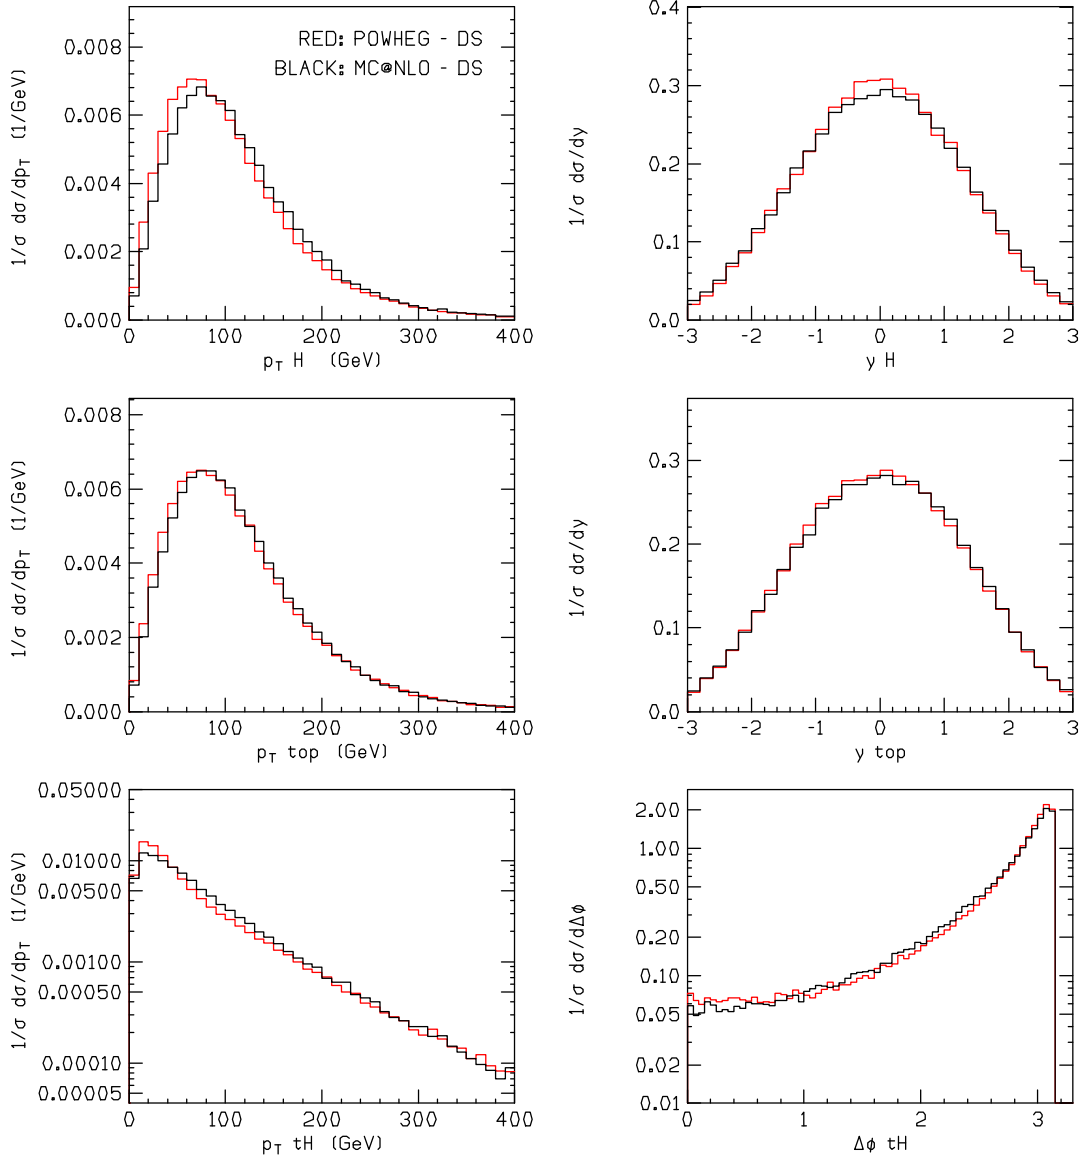 RED: POWHEG - DS
BLACK: MC@NLO - DS
1/σ dσ/dp_T (1/GeV)
0.008
0.006
0.004
0.002
0.000
0 100 200 300 400
p_T H (GeV)
1/σ dσ/dy
0.4
0.3
0.2
0.1
0.0
-3 -2 -1 0 1 2 3
y H
1/σ dσ/dp_T (1/GeV)
0.008
0.006
0.004
0.002
0.000
0 100 200 300 400
p_T top (GeV)
1/σ dσ/dy
0.3
0.2
0.1
0.0
-3 -2 -1 0 1 2 3
y top
1/σ dσ/dp_T (1/GeV)
0.05000
0.01000
0.00500
0.00100
0.00050
0.00010
0.00005
0 100 200 300 400
p_T tH (GeV)
1/σ dσ/dΔϕ
2.00
1.00
0.50
0.20
0.10
0.05
0.02
0.01
0 1 2 3
Δϕ tH